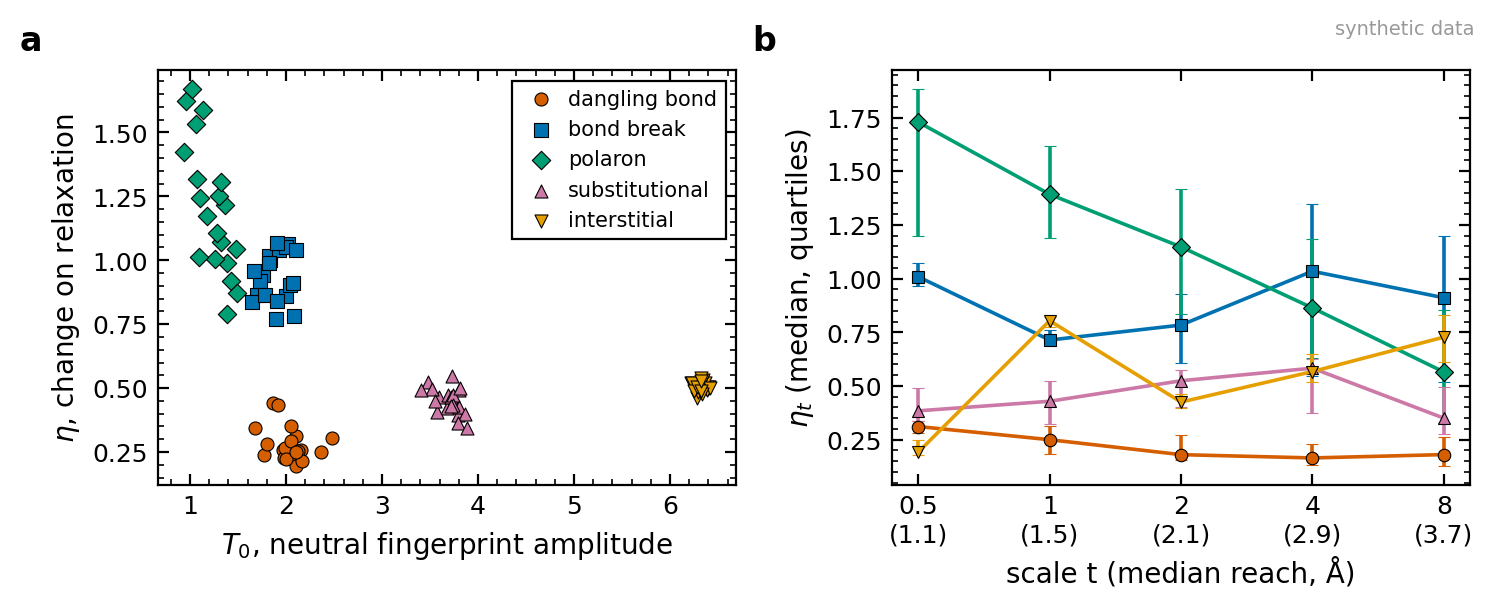 a
b
synthetic data
η, change on relaxation
1.50
1.25
1.00
0.75
0.50
0.25
1 2 3 4 5 6
T₀, neutral fingerprint amplitude
dangling bond
bond break
polaron
substitutional
interstitial
ηₜ (median, quartiles)
1.75
1.50
1.25
1.00
0.75
0.50
0.25
0.5 1 2 4 8
(1.1) (1.5) (2.1) (2.9) (3.7)
scale t (median reach, Å)